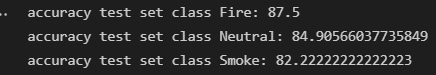 accuracy test set class Fire: 87.5
accuracy test set class Neutral: 84.90566037735849
accuracy test set class Smoke: 82.22222222222223